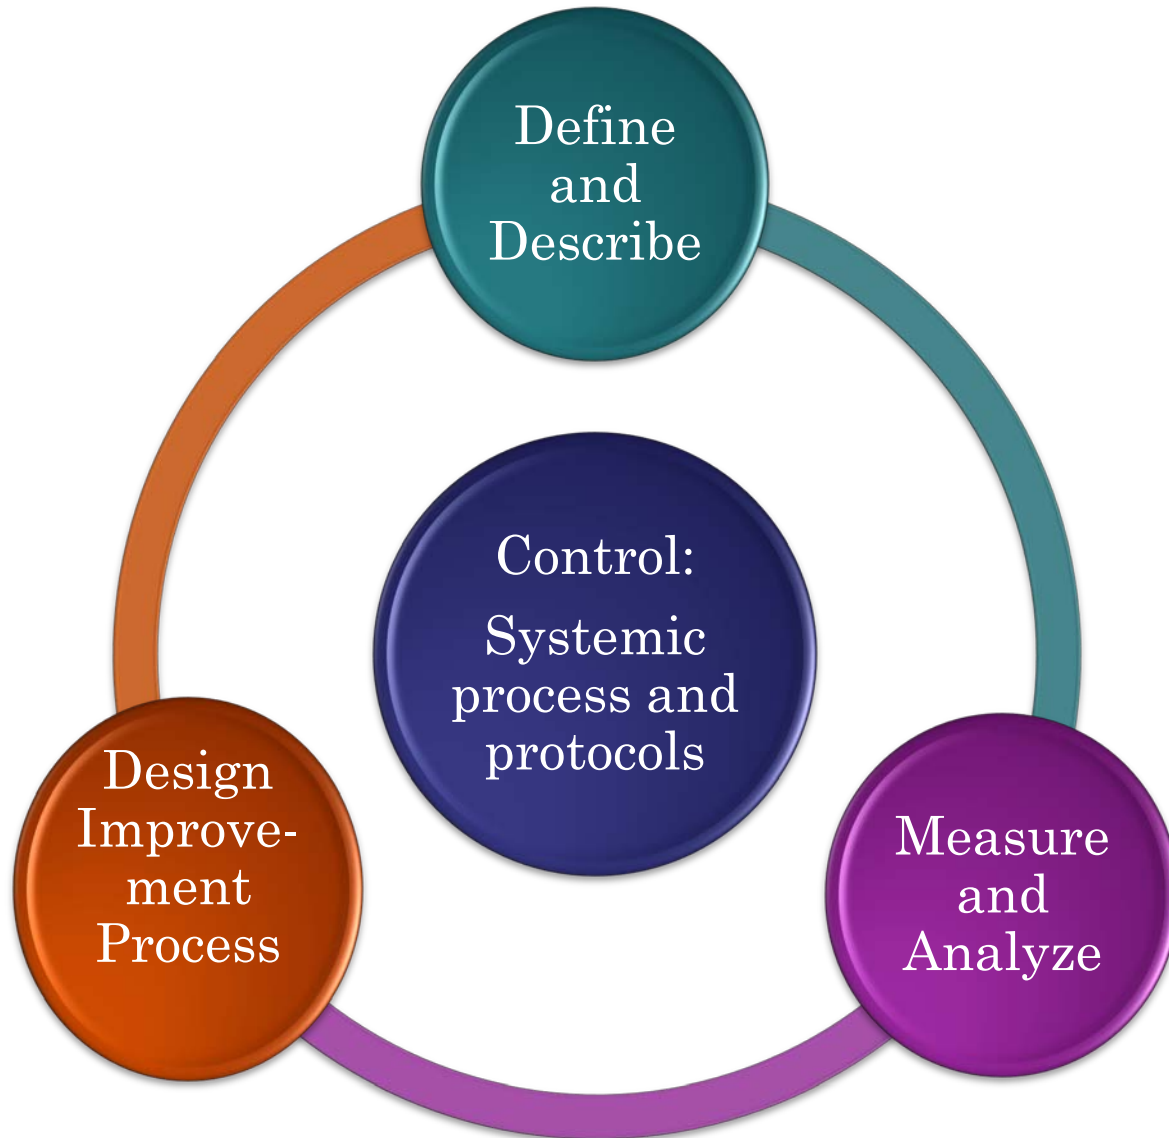 Define
and
Describe
Control:
Systemic
process and
protocols
Design
Improve-
ment
Process
Measure
and
Analyze